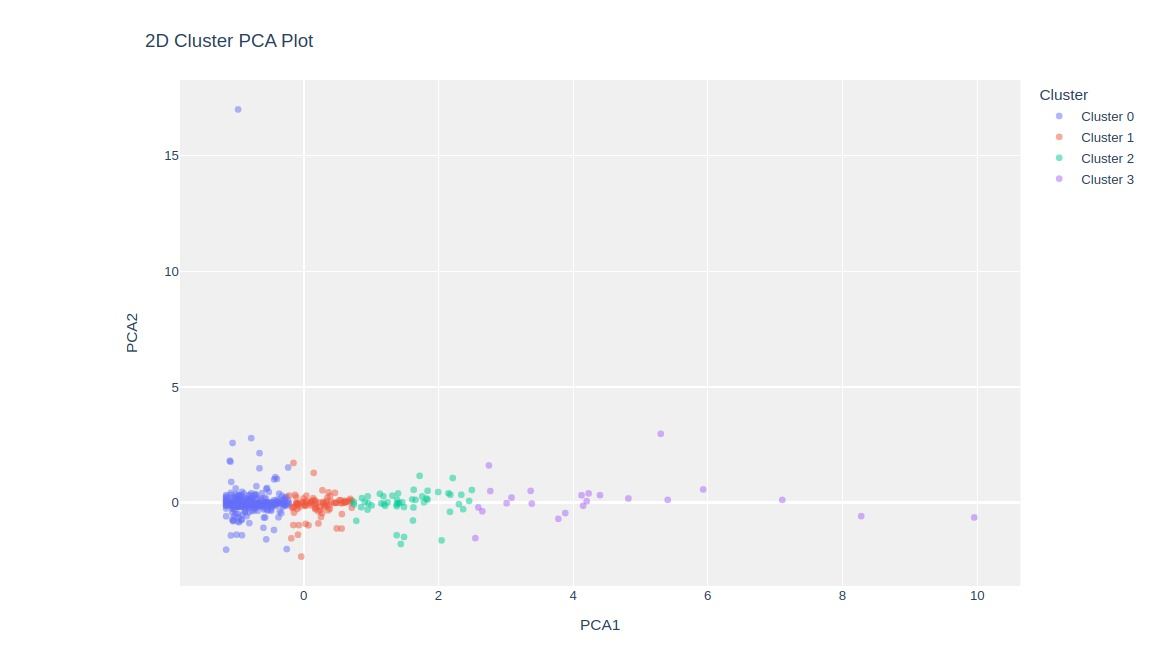 2D Cluster PCA Plot
Cluster
Cluster 0
Cluster 1
Cluster 2
Cluster 3
PCA2
15
10
5
0
0 2 4 6 8 10
PCA1